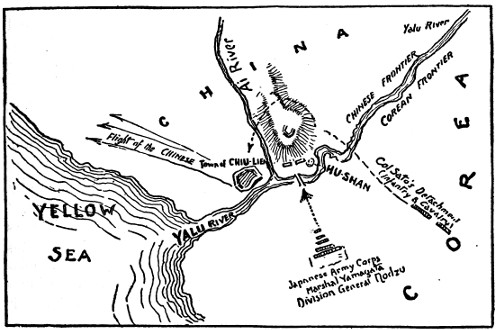 Yalu River
CHINA
Ai River
CHINESE FRONTIER
COREAN FRONTIER
COREA
Flight of the CHINESE
Town of CHIU-LIEN
HU-SHAN
Col Sato's Detachment
(Infantry & Cavalry)
YELLOW
SEA
YALU RIVER
Japanese Army Corps
Marshal Yamagata
Division General Nodzu